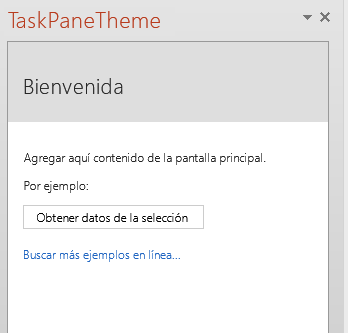 TaskPaneTheme
Bienvenida
Agregar aquí contenido de la pantalla principal.
Por ejemplo:
Obtener datos de la selección
Buscar más ejemplos en línea...